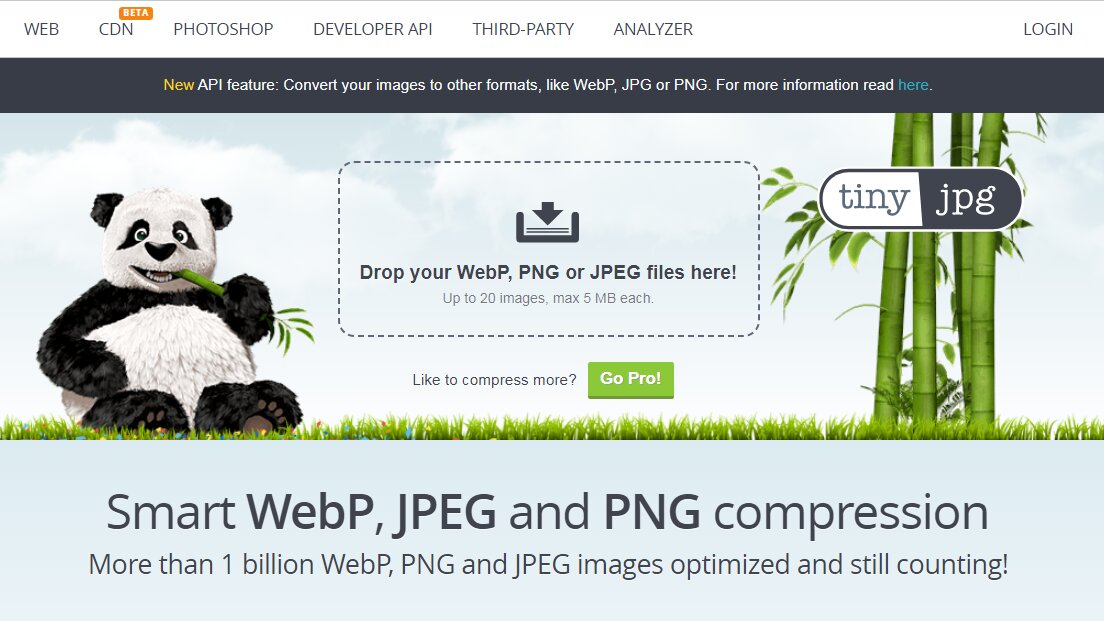 WEB CDN BETA PHOTOSHOP DEVELOPER API THIRD-PARTY ANALYZER LOGIN
New API feature: Convert your images to other formats, like WebP, JPG or PNG. For more information read here.
tiny jpg
Drop your WebP, PNG or JPEG files here!
Up to 20 images, max 5 MB each.
Like to compress more? Go Pro!
Smart WebP, JPEG and PNG compression
More than 1 billion WebP, PNG and JPEG images optimized and still counting!